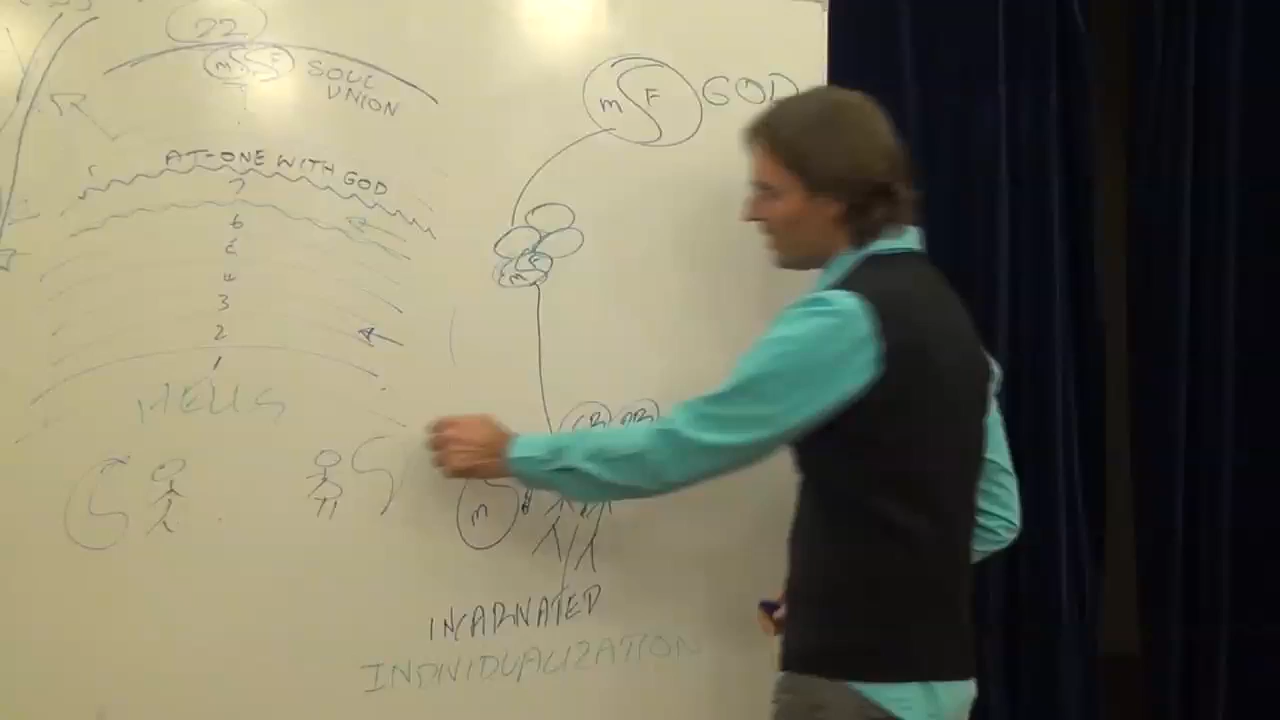 22
m F
SOUL
UNION
AT-ONE WITH GOD
7
6
5
4
3
2
1
HELLS
m F GOD
m F
m
INCARNATED
INDIVIDUALIZATION